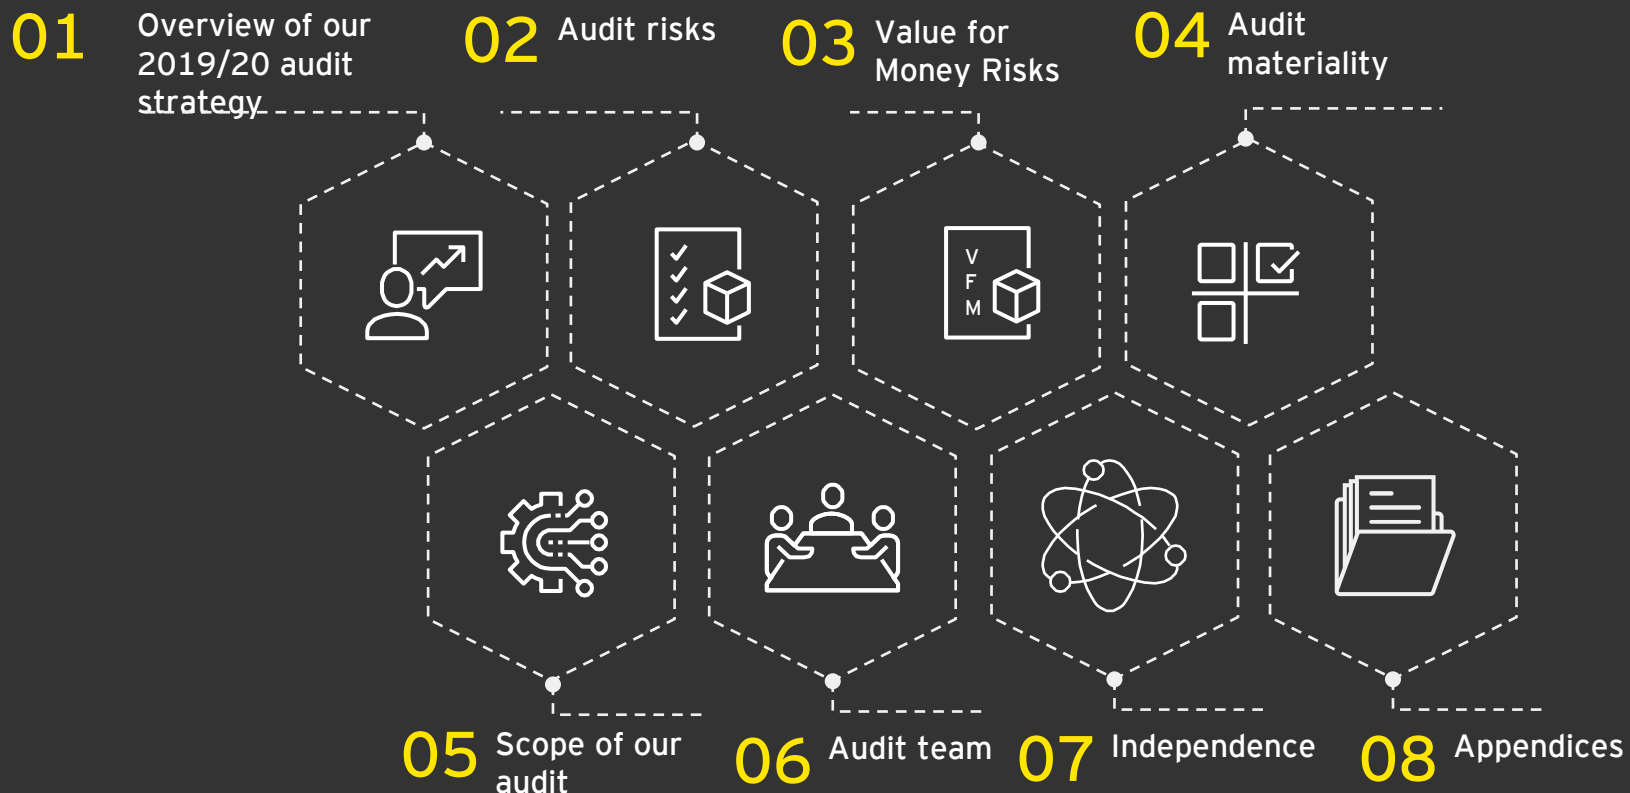 01
Overview of our
2019/20 audit
strategy
02
Audit risks
03
Value for
Money Risks
04
Audit
materiality
V
F
M
05
Scope of our
audit
06
Audit team
07
Independence
08
Appendices